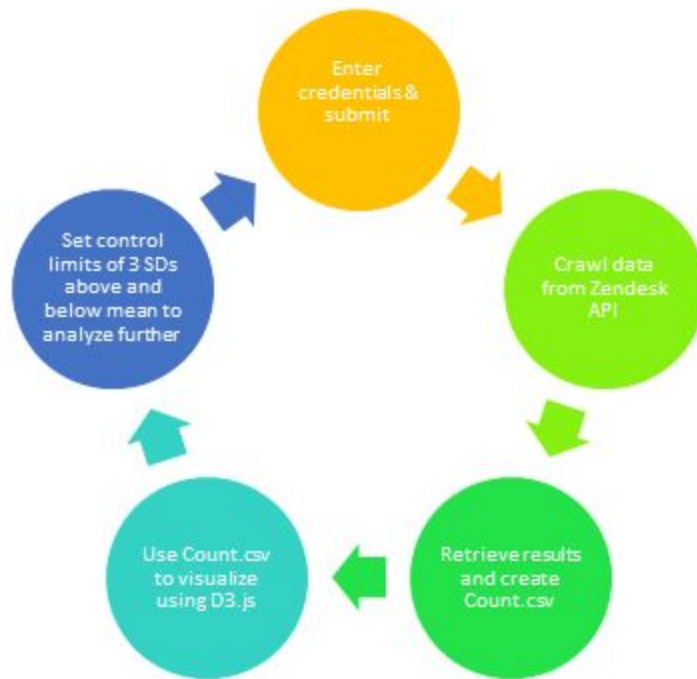 Enter
credentials &
submit
Crawl data
from Zendesk
API
Retrieve results
and create
Count.csv
Use Count.csv
to visualize
using D3.js
Set control
limits of 3 SDs
above and
below mean to
analyze further